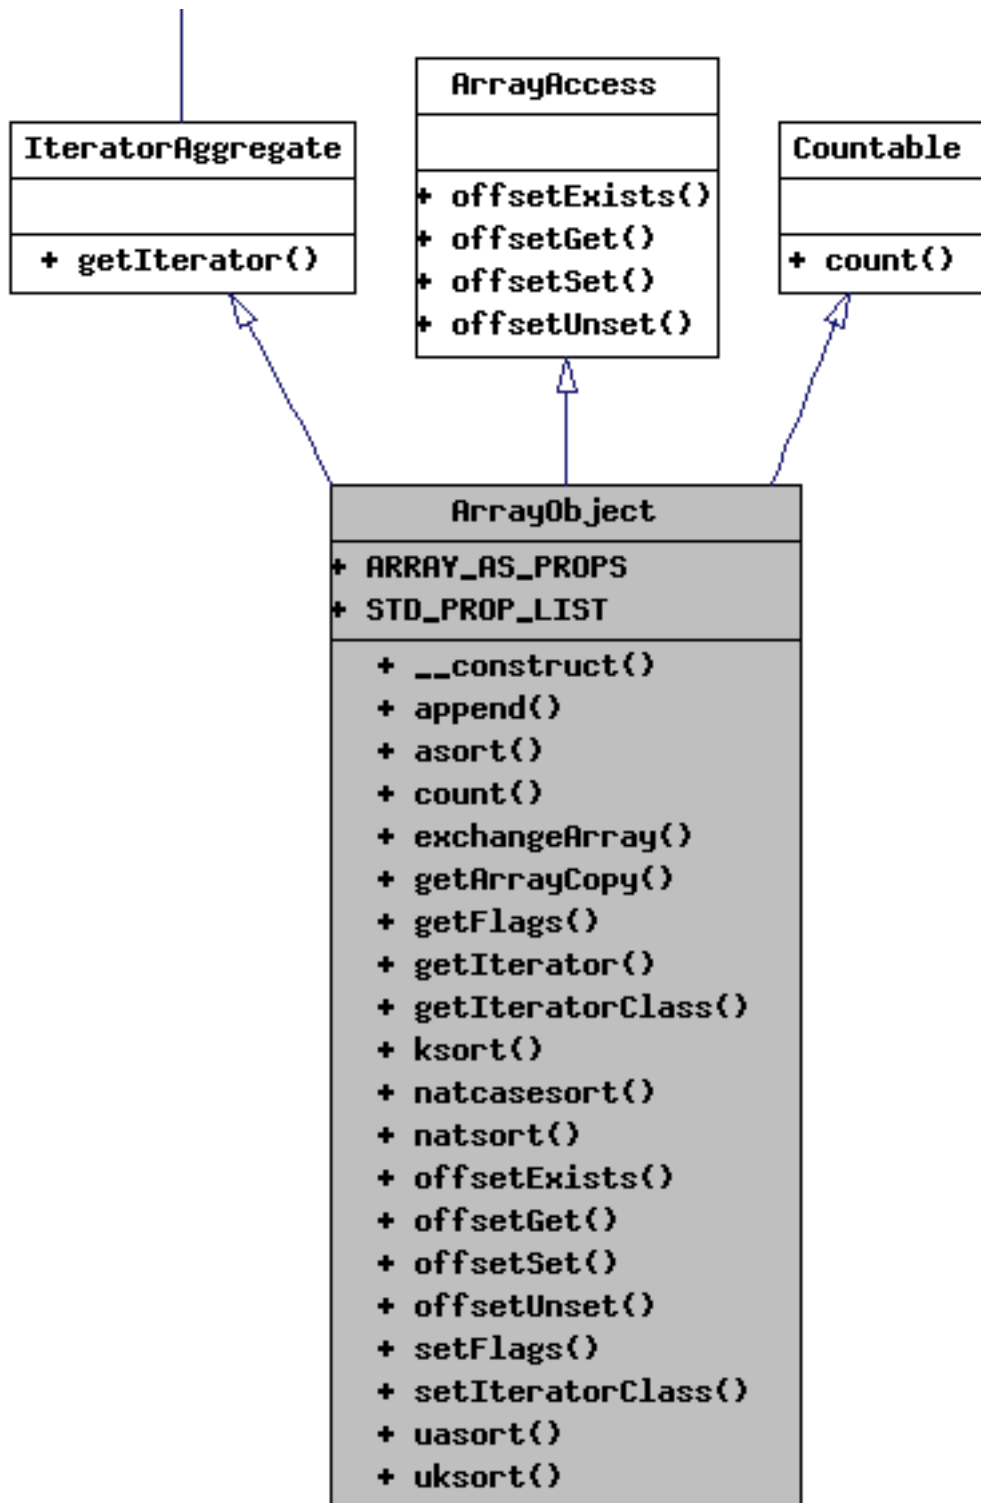 ArrayAccess
+ offsetExists()
+ offsetGet()
+ offsetSet()
+ offsetUnset()
IteratorAggregate
+ getIterator()
Countable
+ count()
ArrayObject
+ ARRAY_AS_PROPS
+ STD_PROP_LIST
+ __construct()
+ append()
+ asort()
+ count()
+ exchangeArray()
+ getArrayCopy()
+ getFlags()
+ getIterator()
+ getIteratorClass()
+ ksort()
+ natcasesort()
+ natsort()
+ offsetExists()
+ offsetGet()
+ offsetSet()
+ offsetUnset()
+ setFlags()
+ setIteratorClass()
+ uasort()
+ uksort()